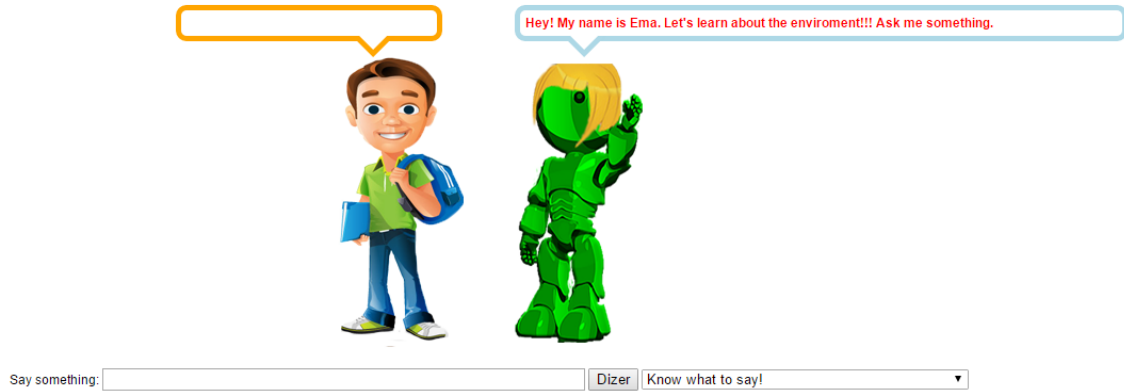 Hey! My name is Ema. Let's learn about the enviroment!!! Ask me something.
Say something: Dizer Know what to say!